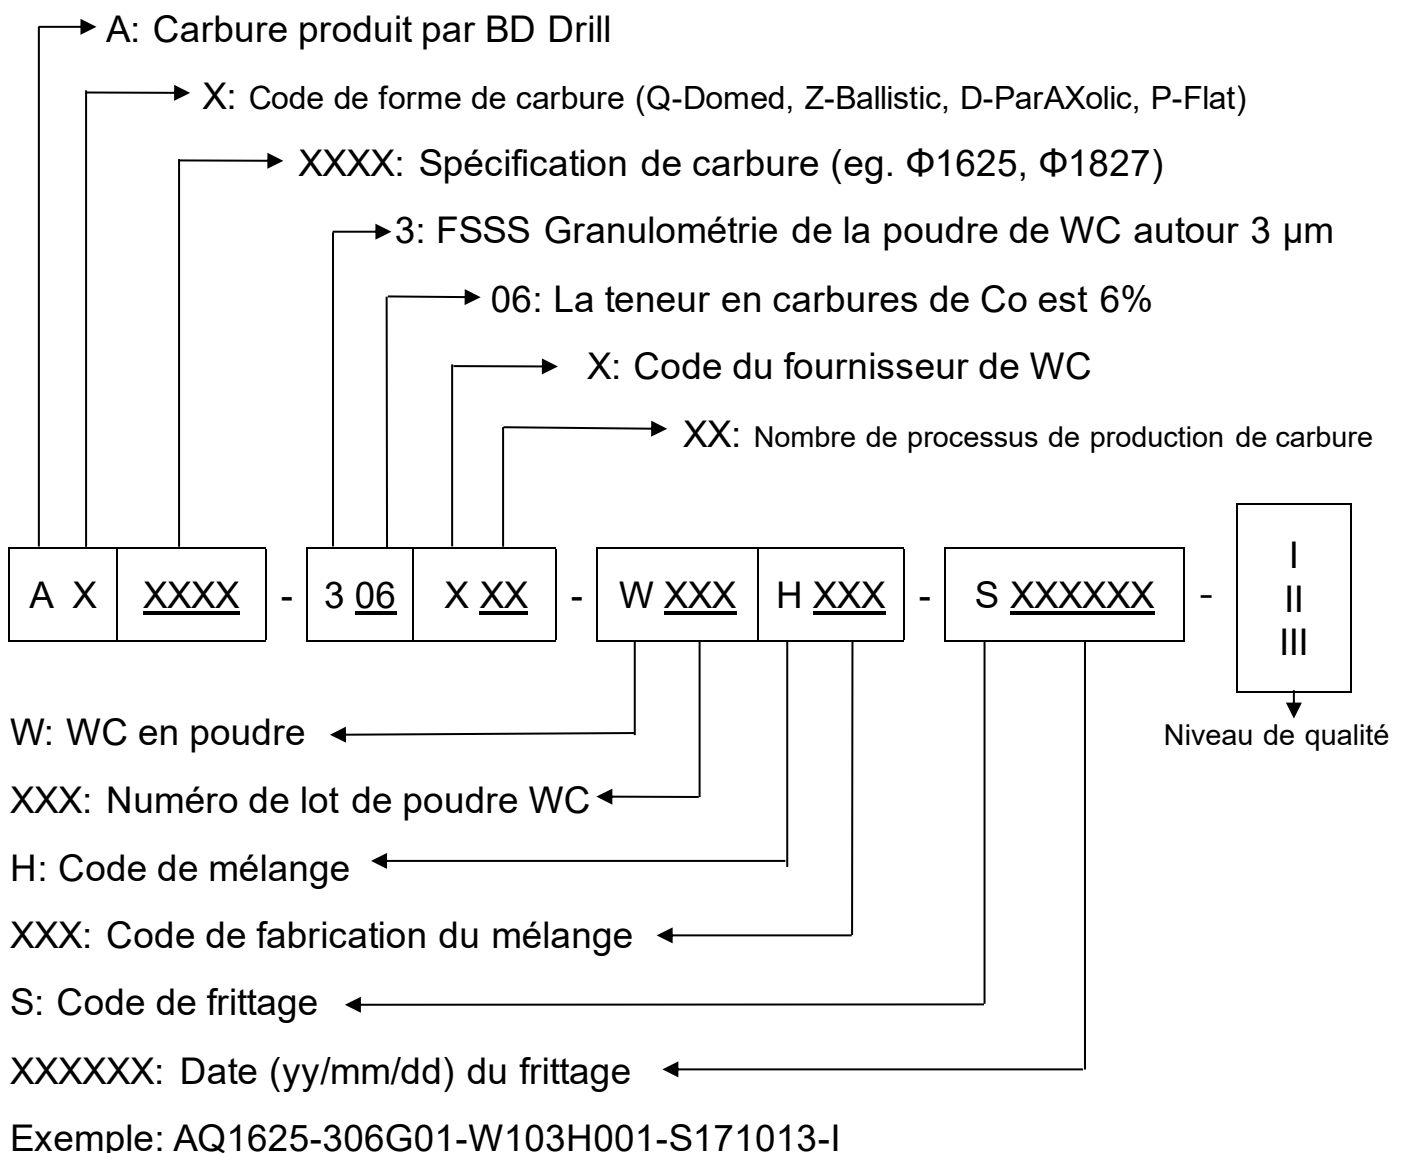 A: Carbure produit par BD Drill
X: Code de forme de carbure (Q-Domed, Z-Ballistic, D-ParAXolic, P-Flat)
XXXX: Spécification de carbure (eg. Φ1625, Φ1827)
3: FSSS Granulométrie de la poudre de WC autour 3 μm
06: La teneur en carbures de Co est 6%
X: Code du fournisseur de WC
XX: Nombre de processus de production de carbure
A X XXXX - 3 06 X XX - W XXX H XXX - S XXXXXX -
I
II
III
W: WC en poudre
Niveau de qualité
XXX: Numéro de lot de poudre WC
H: Code de mélange
XXX: Code de fabrication du mélange
S: Code de frittage
XXXXXX: Date (yy/mm/dd) du frittage
Exemple: AQ1625-306G01-W103H001-S171013-I